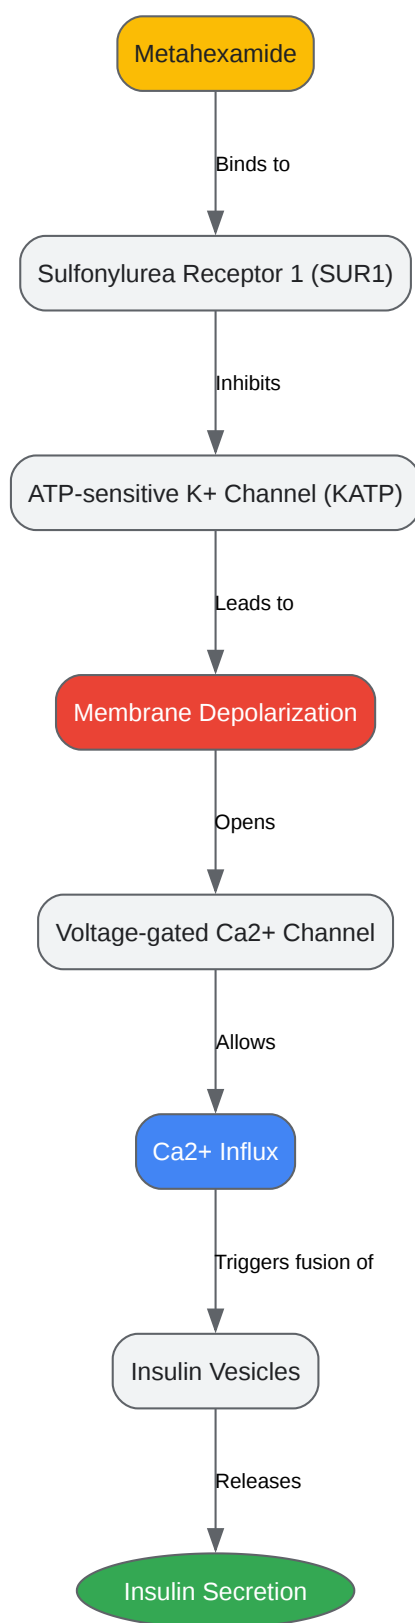 Metahexamide
Binds to
Sulfonylurea Receptor 1 (SUR1)
Inhibits
ATP-sensitive K+ Channel (KATP)
Leads to
Membrane Depolarization
Opens
Voltage-gated Ca2+ Channel
Allows
Ca2+ Influx
Triggers fusion of
Insulin Vesicles
Releases
Insulin Secretion